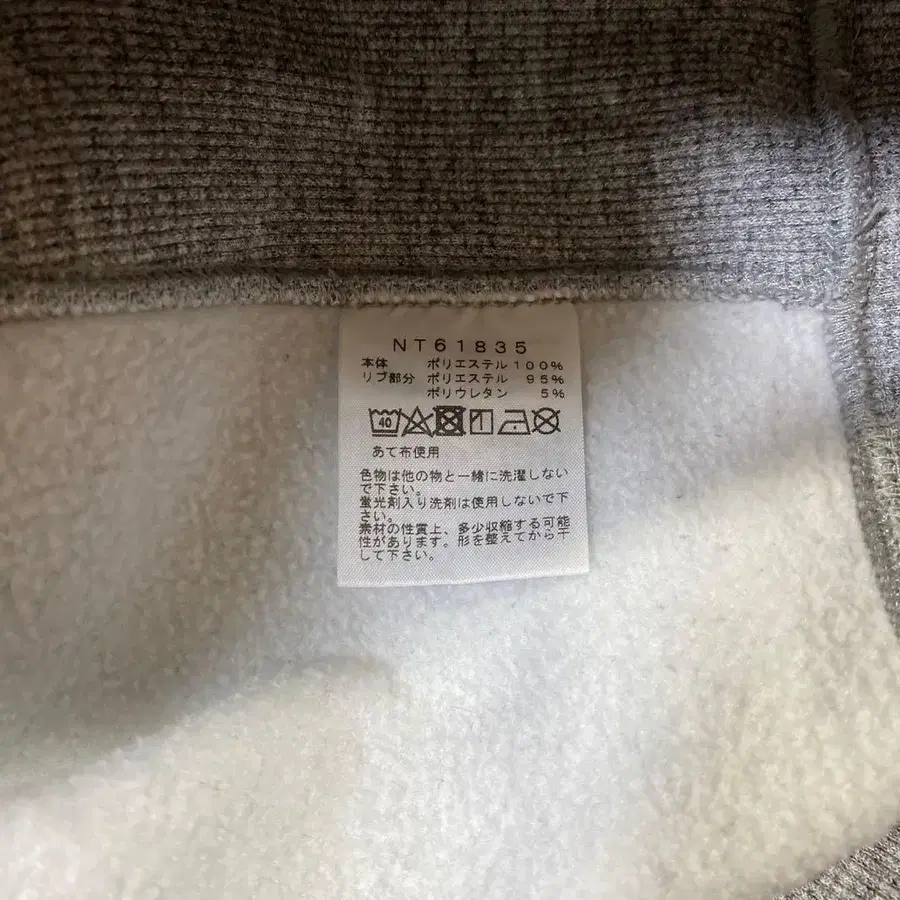 NT61835
本体 ポリエステル 100%
リブ部分 ポリエステル 95%
ポリウレタン 5%
40
あて布使用
色物は他の物と一緒に洗濯しない
で下さい。
蛍光剤入り洗剤は使用しないで下
さい。
素材の性質上、多少収縮する可能
性があります。形を整えてから干
して下さい。